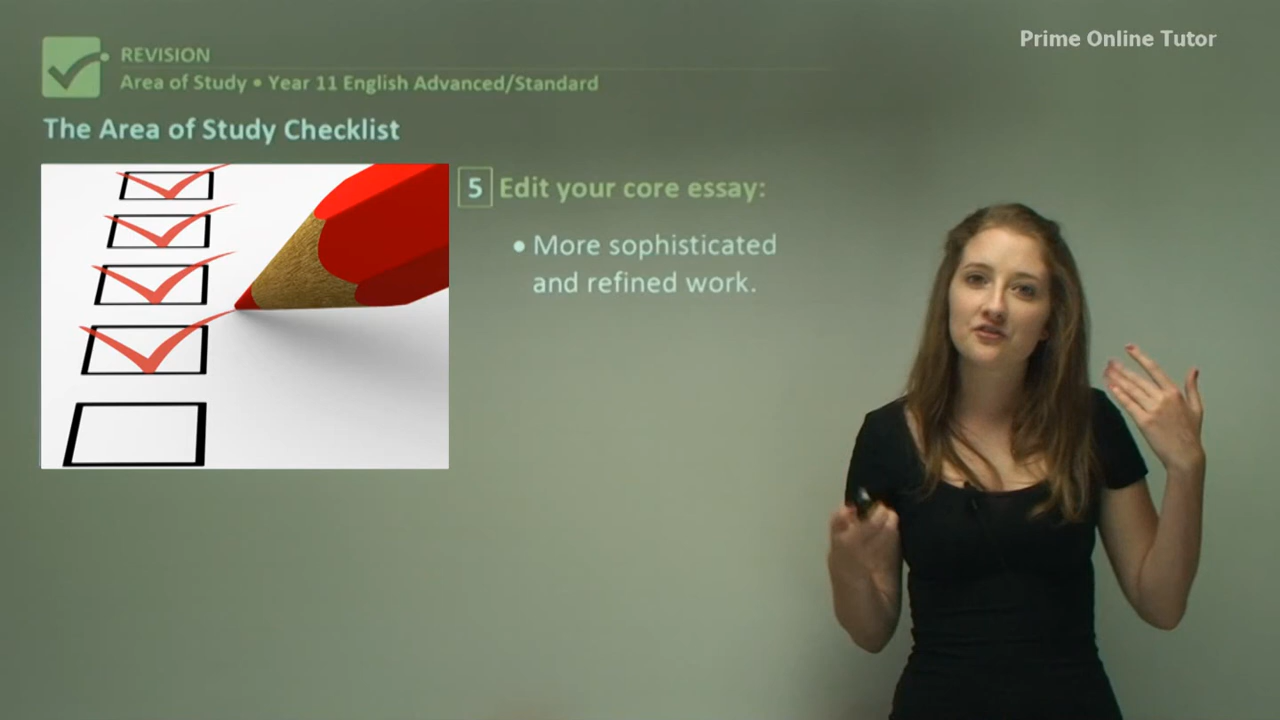 Prime Online Tutor
REVISION
Area of Study • Year 11 English Advanced/Standard
The Area of Study Checklist
5 Edit your core essay:
• More sophisticated
and refined work.